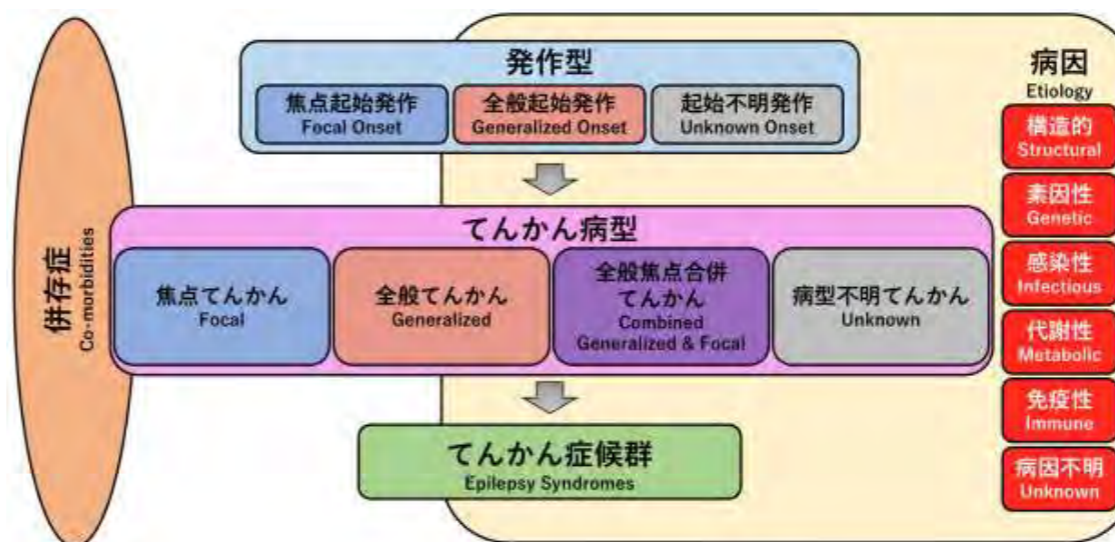 発作型
焦点起始発作
Focal Onset
全般起始発作
Generalized Onset
起始不明発作
Unknown Onset
てんかん病型
焦点てんかん
Focal
全般てんかん
Generalized
全般焦点合併
てんかん
Combined
Generalized & Focal
病型不明てんかん
Unknown
てんかん症候群
Epilepsy Syndromes
併存症
Co-morbidities
病因
Etiology
構造的
Structural
素因性
Genetic
感染性
Infectious
代謝性
Metabolic
免疫性
Immune
病因不明
Unknown